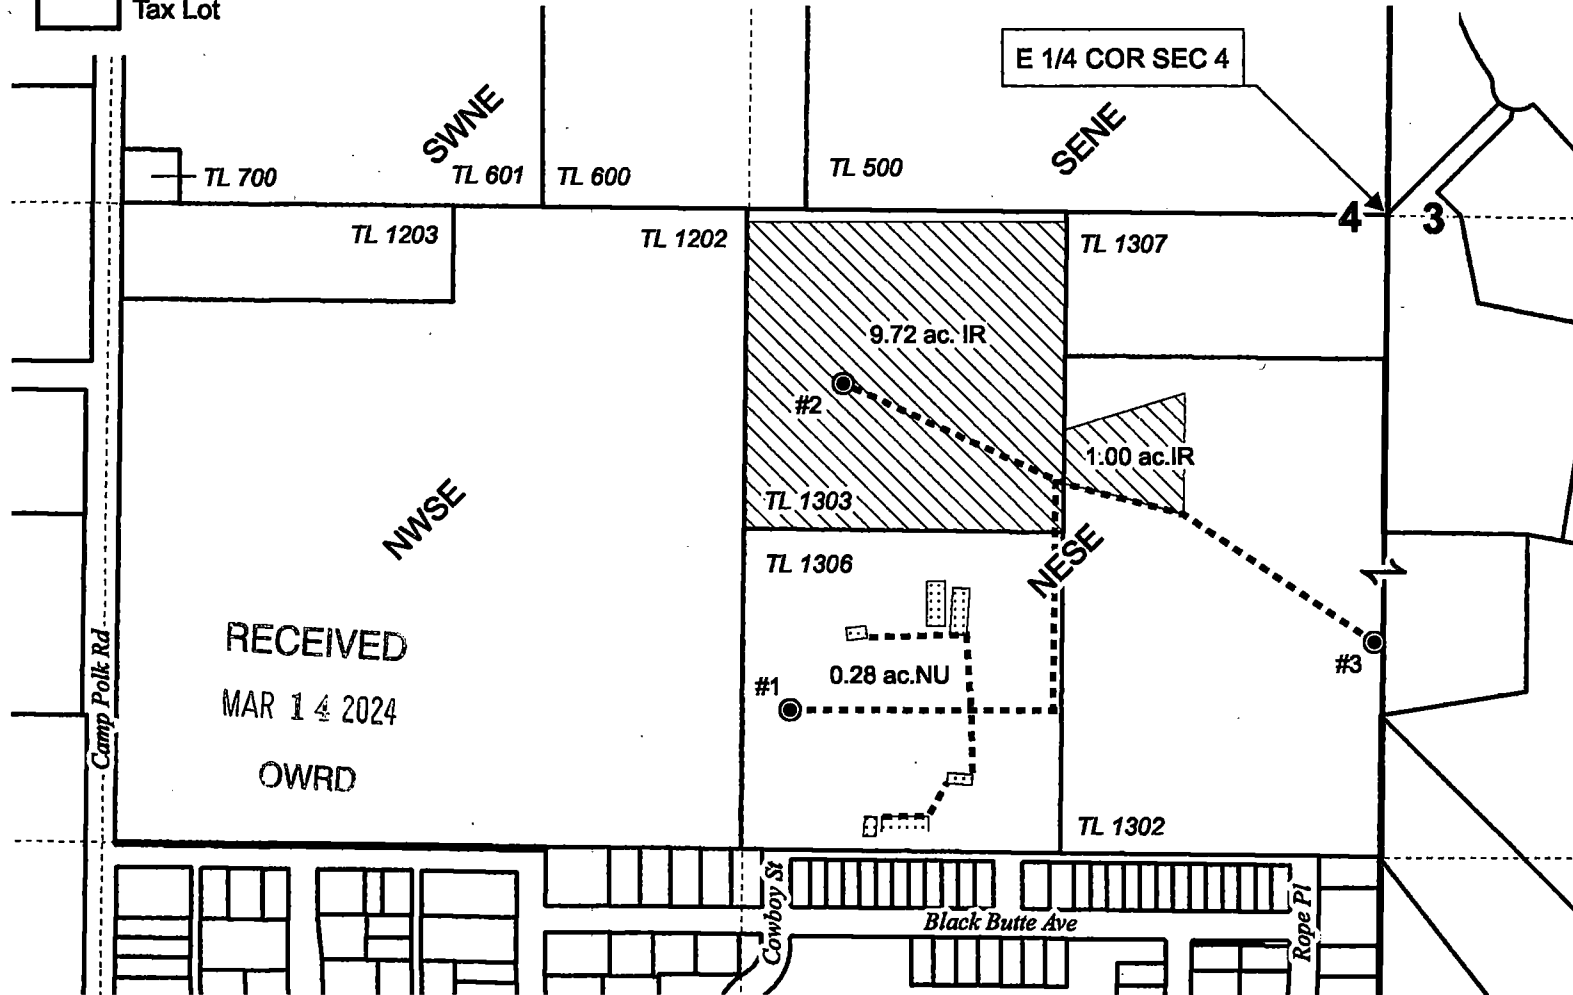 Tax Lot
E 1/4 COR SEC 4
SWNE
SENE
TL 700
TL 601
TL 600
TL 500
4
3
TL 1203
TL 1202
TL 1307
9.72 ac. IR
#2
1.00 ac.IR
TL 1303
NWSE
NESE
TL 1306
RECEIVED
MAR 14 2024
OWRD
Camp Polk Rd
0.28 ac.NU
#1
#3
TL 1302
Cowboy St
Black Butte Ave
Rope Pl